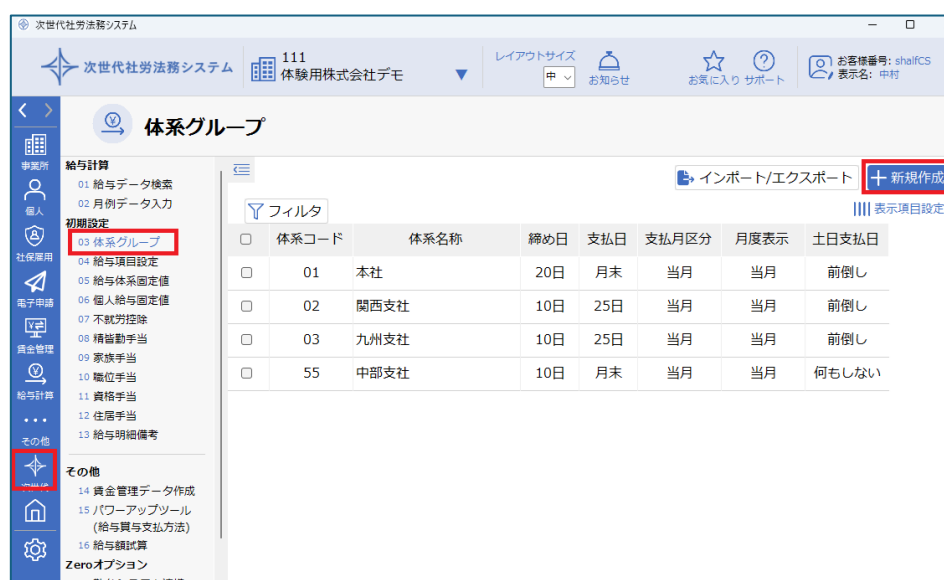 次世代社労法務システム
次世代社労法務システム
111
体験用株式会社デモ
▼
レイアウトサイズ
中
お知らせ
お気に入り
サポート
お客様番号: shalfCS
表示名: 中村
体系グループ
事業所
個人
社保雇用
電子申請
賃金管理
給与計算
その他
給与計算
01 給与データ検索
02 月例データ入力
初期設定
03 体系グループ
04 給与項目設定
05 給与体系固定値
06 個人給与固定値
07 不就労控除
08 精皆勤手当
09 家族手当
10 職位手当
11 資格手当
12 住居手当
13 給与明細備考
その他
14 賃金管理データ作成
15 パワーアップツール
(給与賞与支払方法)
16 給与額試算
Zeroオプション
インポート/エクスポート
新規作成
フィルタ
表示項目設定
体系コード 体系名称 締め日 支払日 支払月区分 月度表示 土日支払日
01 本社 20日 月末 当月 当月 前倒し
02 関西支社 10日 25日 当月 当月 前倒し
03 九州支社 10日 25日 当月 当月 前倒し
55 中部支社 10日 月末 当月 当月 何もしない